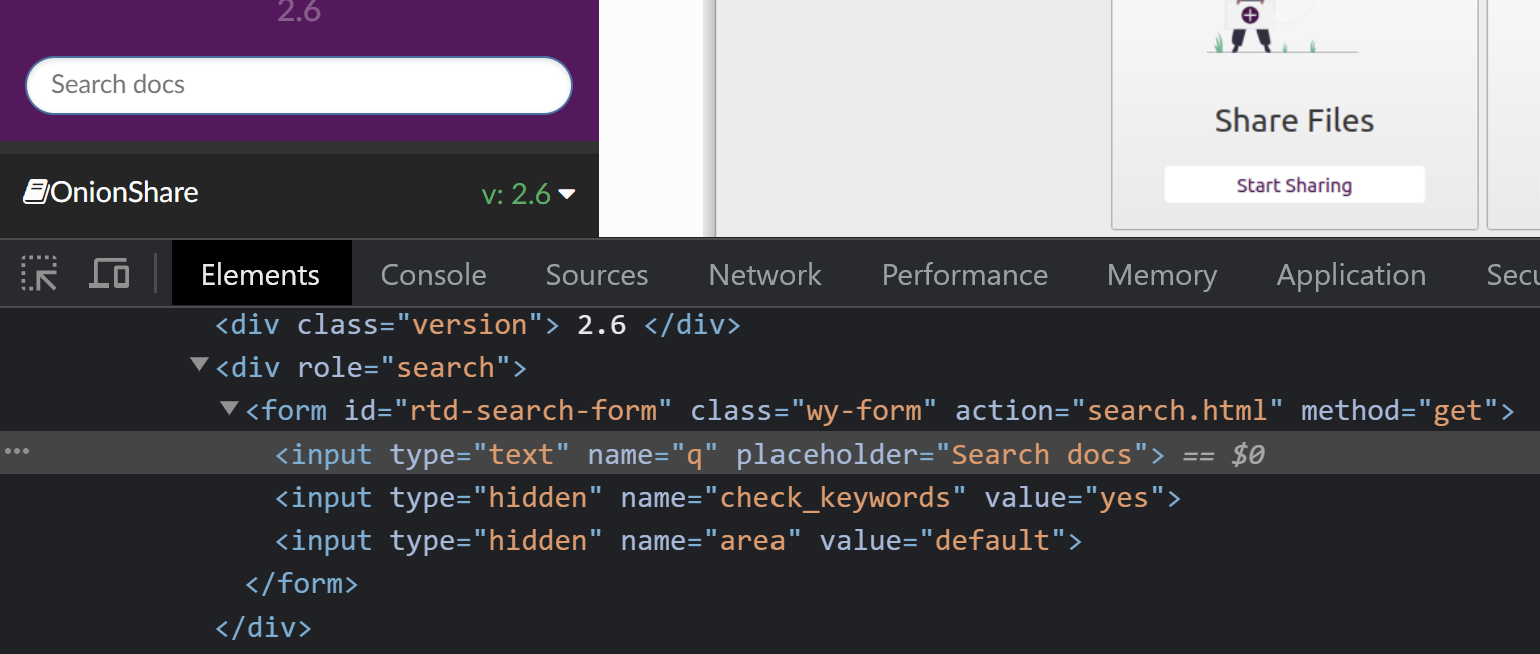 2.6
Search docs
OnionShare
v: 2.6
Share Files
Start Sharing
Elements Console Sources Network Performance Memory Application
<div class="version"> 2.6 </div>
<div role="search">
<form id="rtd-search-form" class="wy-form" action="search.html" method="get">
<input type="text" name="q" placeholder="Search docs"> == $0
<input type="hidden" name="check_keywords" value="yes">
<input type="hidden" name="area" value="default">
</form>
</div>